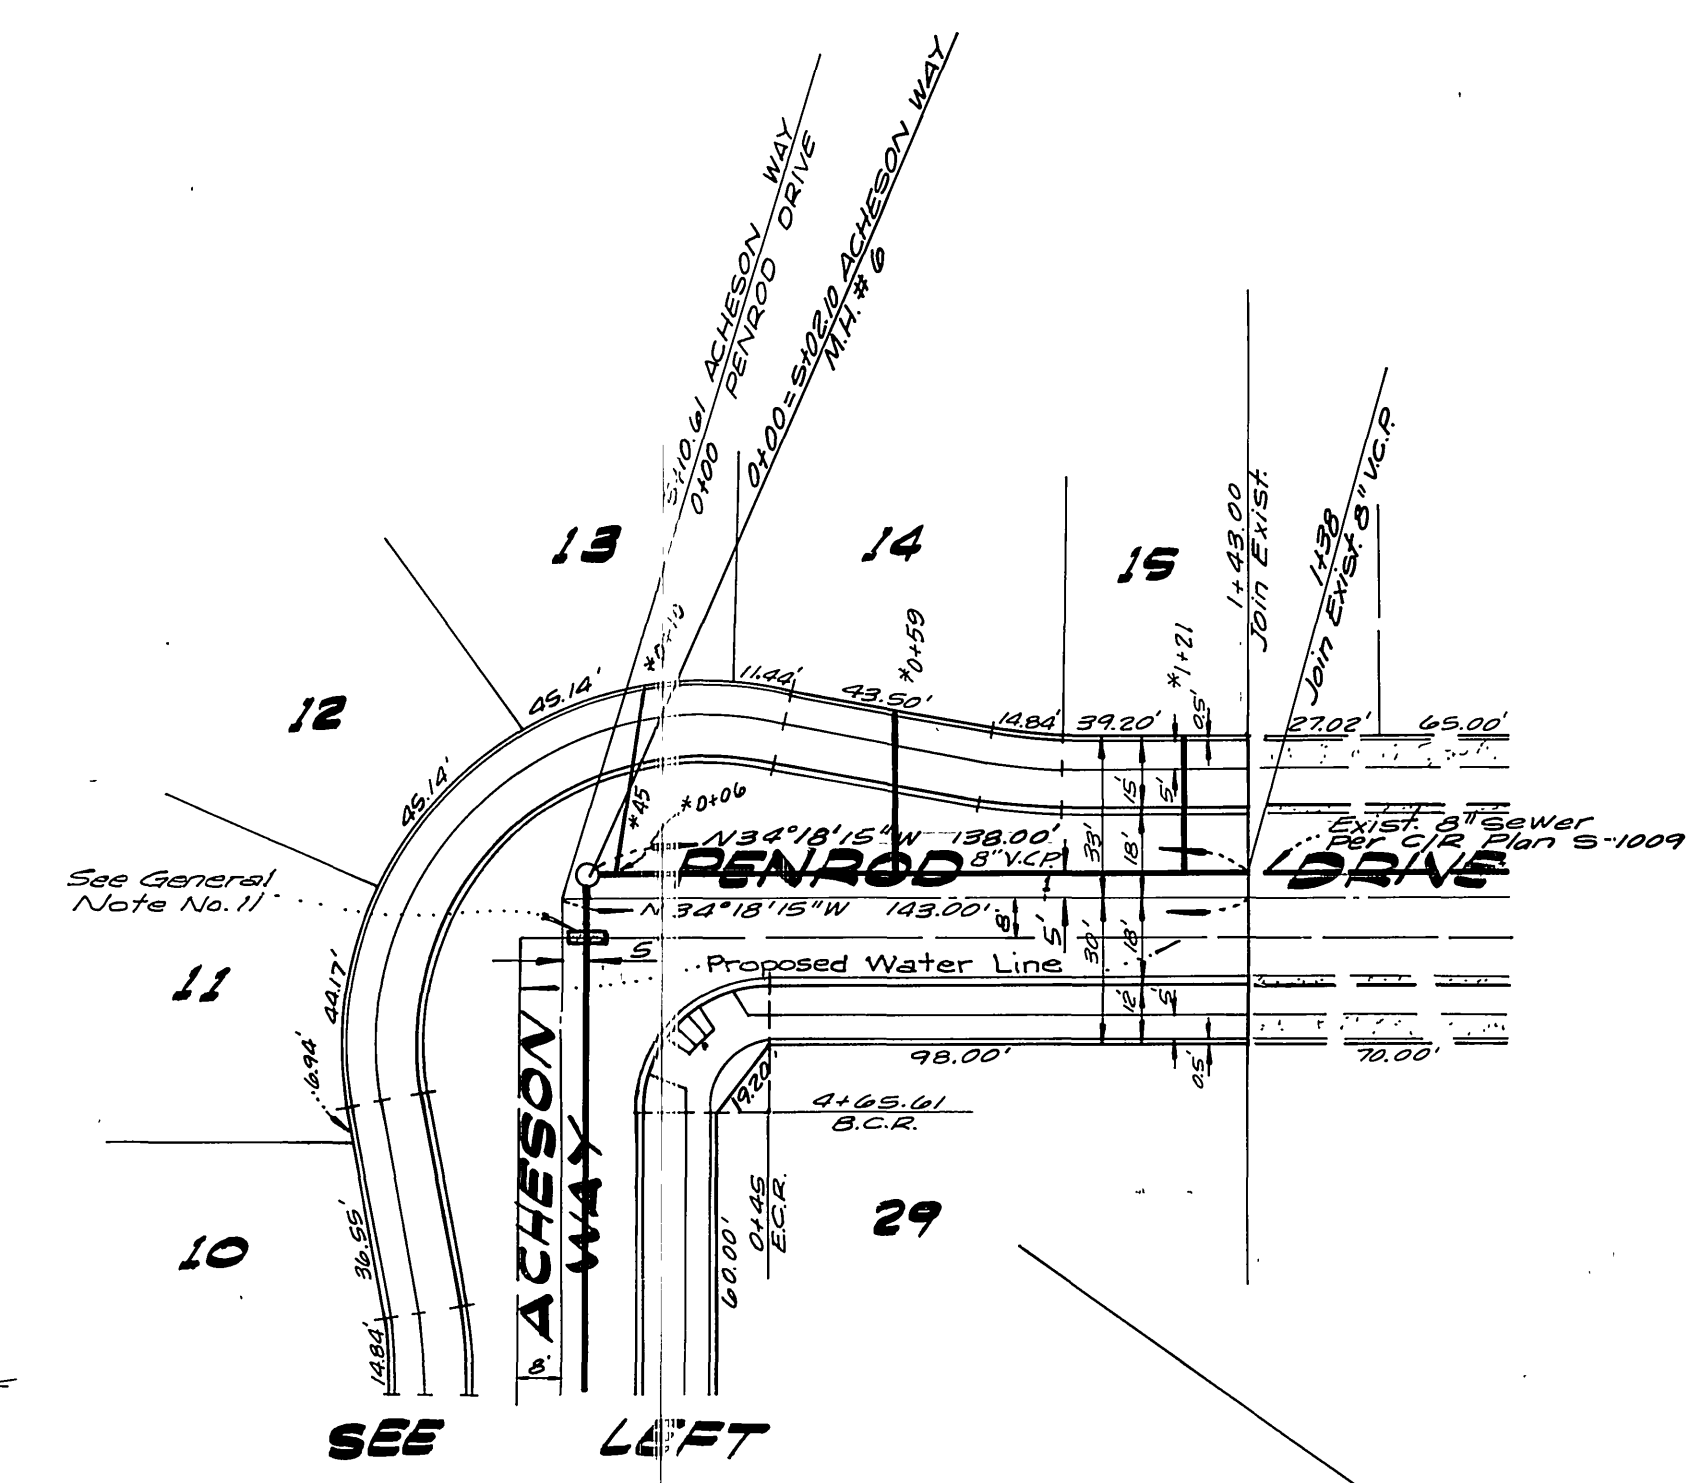 5+10.61 ACHESON WAY
0+00 PENROD DRIVE
0+00 = 5+02.10 ACHESON WAY
M.H. # 6
1+43.00
Join Exist.
1+38
Join Exist. 8" V.C.P.
13
14
15
12
11
10
29
*0+10
*0+59
*1+21
45.14'
11.44'
43.50'
14.84'
39.20'
0.5'
27.02'
65.00'
45.14'
*45
*0+06
15'
5'
33'
18'
N 34° 18' 15" W 138.00'
8" V.C.P.
PENROD DRIVE
Exist. 8" Sewer
Per C/R Plan S-1009
See General
Note No. 11
N 34° 18' 15" W 143.00'
8'
5'
30'
18'
5'
Proposed Water Line
44.17'
6.94'
12'
5'
0.5'
98.00'
70.00'
19.20'
4+65.61
B.C.R.
0+45
E.C.R.
60.00'
ACHESON
WAY
36.55'
14.84'
8'
SEE LEFT